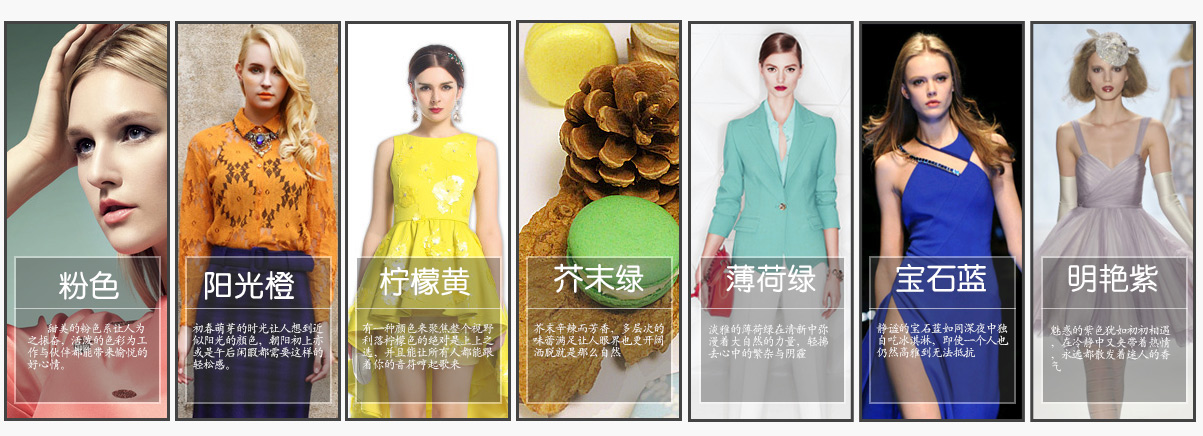 粉色
甜美的粉色系让人为
之振奋，活泼的色彩为工
作与伙伴都能带来愉悦的
好心情。
阳光橙
初春萌芽的时光让人想到近
似阳光的颜色，朝阳初上亦
或是午后闲暇都需要这样的
轻松感。
柠檬黄
有一种颜色来聚焦整个视野
利落柠檬色的绝对是上上之
选，并且能让所有人都能跟
着你的音符哼起歌来
芥末绿
芥末辛辣而芳香，多层次的
味蕾满足让人眼界也更开阔
洒脱就是那么自然
薄荷绿
淡雅的薄荷绿在清新中弥
漫着大自然的力量，轻拂
去心中的繁杂与阴霾
宝石蓝
静谧的宝石蓝如同深夜中独
自吃冰淇淋，即使一个人也
仍然高雅到无法抵抗
明艳紫
魅惑的紫色犹如初初相遇
，在冷静中又夹带着热情
，永远都散发着迷人的香
气